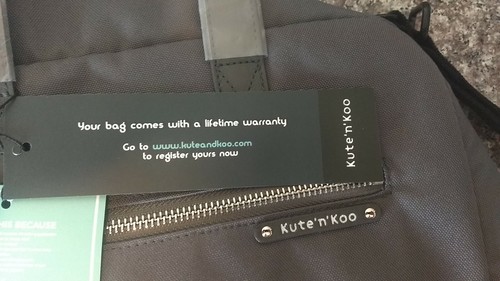 Your bag comes with a lifetime warranty
Go to www.kuteandkoo.com
to register yours now
Kute'n'Koo
Kute'n'Koo